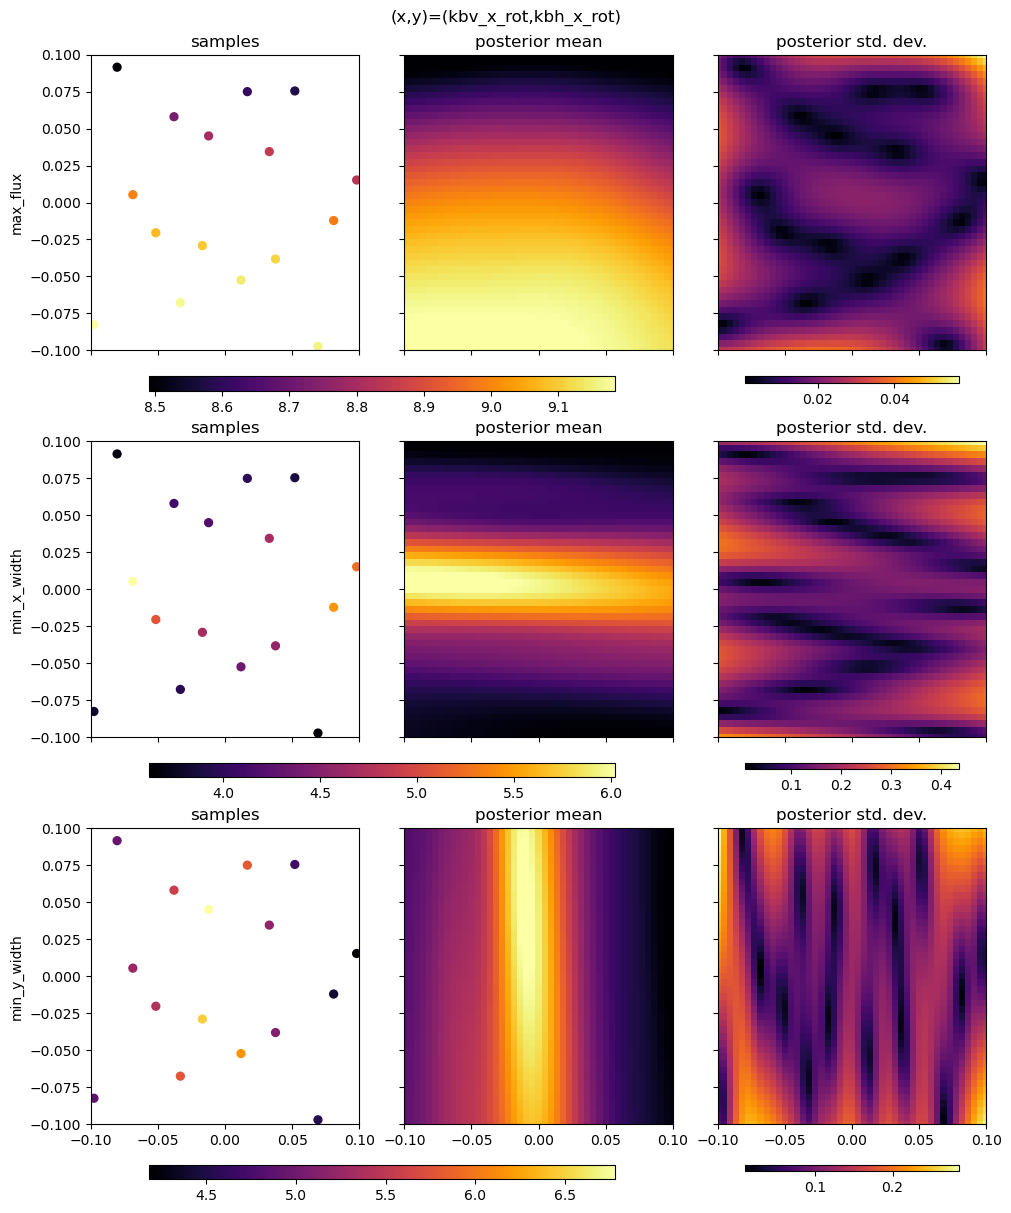 (x,y)=(kbv_x_rot,kbh_x_rot)
samples posterior mean posterior std. dev.
0.100
0.075
0.050
0.025
0.000
−0.025
−0.050
−0.075
−0.100
max_flux
8.5 8.6 8.7 8.8 8.9 9.0 9.1 0.02 0.04
samples posterior mean posterior std. dev.
0.100
0.075
0.050
0.025
0.000
−0.025
−0.050
−0.075
−0.100
min_x_width
4.0 4.5 5.0 5.5 6.0 0.1 0.2 0.3 0.4
samples posterior mean posterior std. dev.
0.100
0.075
0.050
0.025
0.000
−0.025
−0.050
−0.075
−0.100
min_y_width
−0.10 −0.05 0.00 0.05 0.10 −0.10 −0.05 0.00 0.05 0.10 −0.10 −0.05 0.00 0.05 0.10
4.5 5.0 5.5 6.0 6.5 0.1 0.2